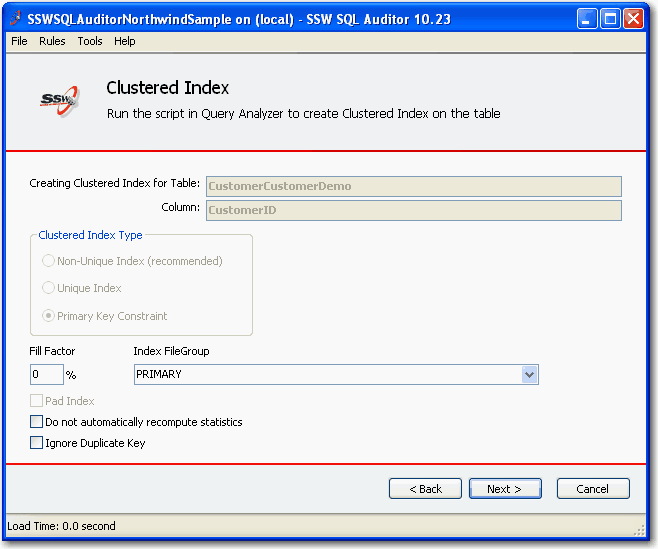 SSWSQLAuditorNorthwindSample on (local) - SSW SQL Auditor 10.23
File Rules Tools Help
SSW
Clustered Index
Run the script in Query Analyzer to create Clustered Index on the table
Creating Clustered Index for Table: CustomerCustomerDemo
Column: CustomerID
Clustered Index Type
Non-Unique Index (recommended)
Unique Index
Primary Key Constraint
Fill Factor Index FileGroup
0 % PRIMARY
Pad Index
Do not automatically recompute statistics
Ignore Duplicate Key
< Back Next > Cancel
Load Time: 0.0 second